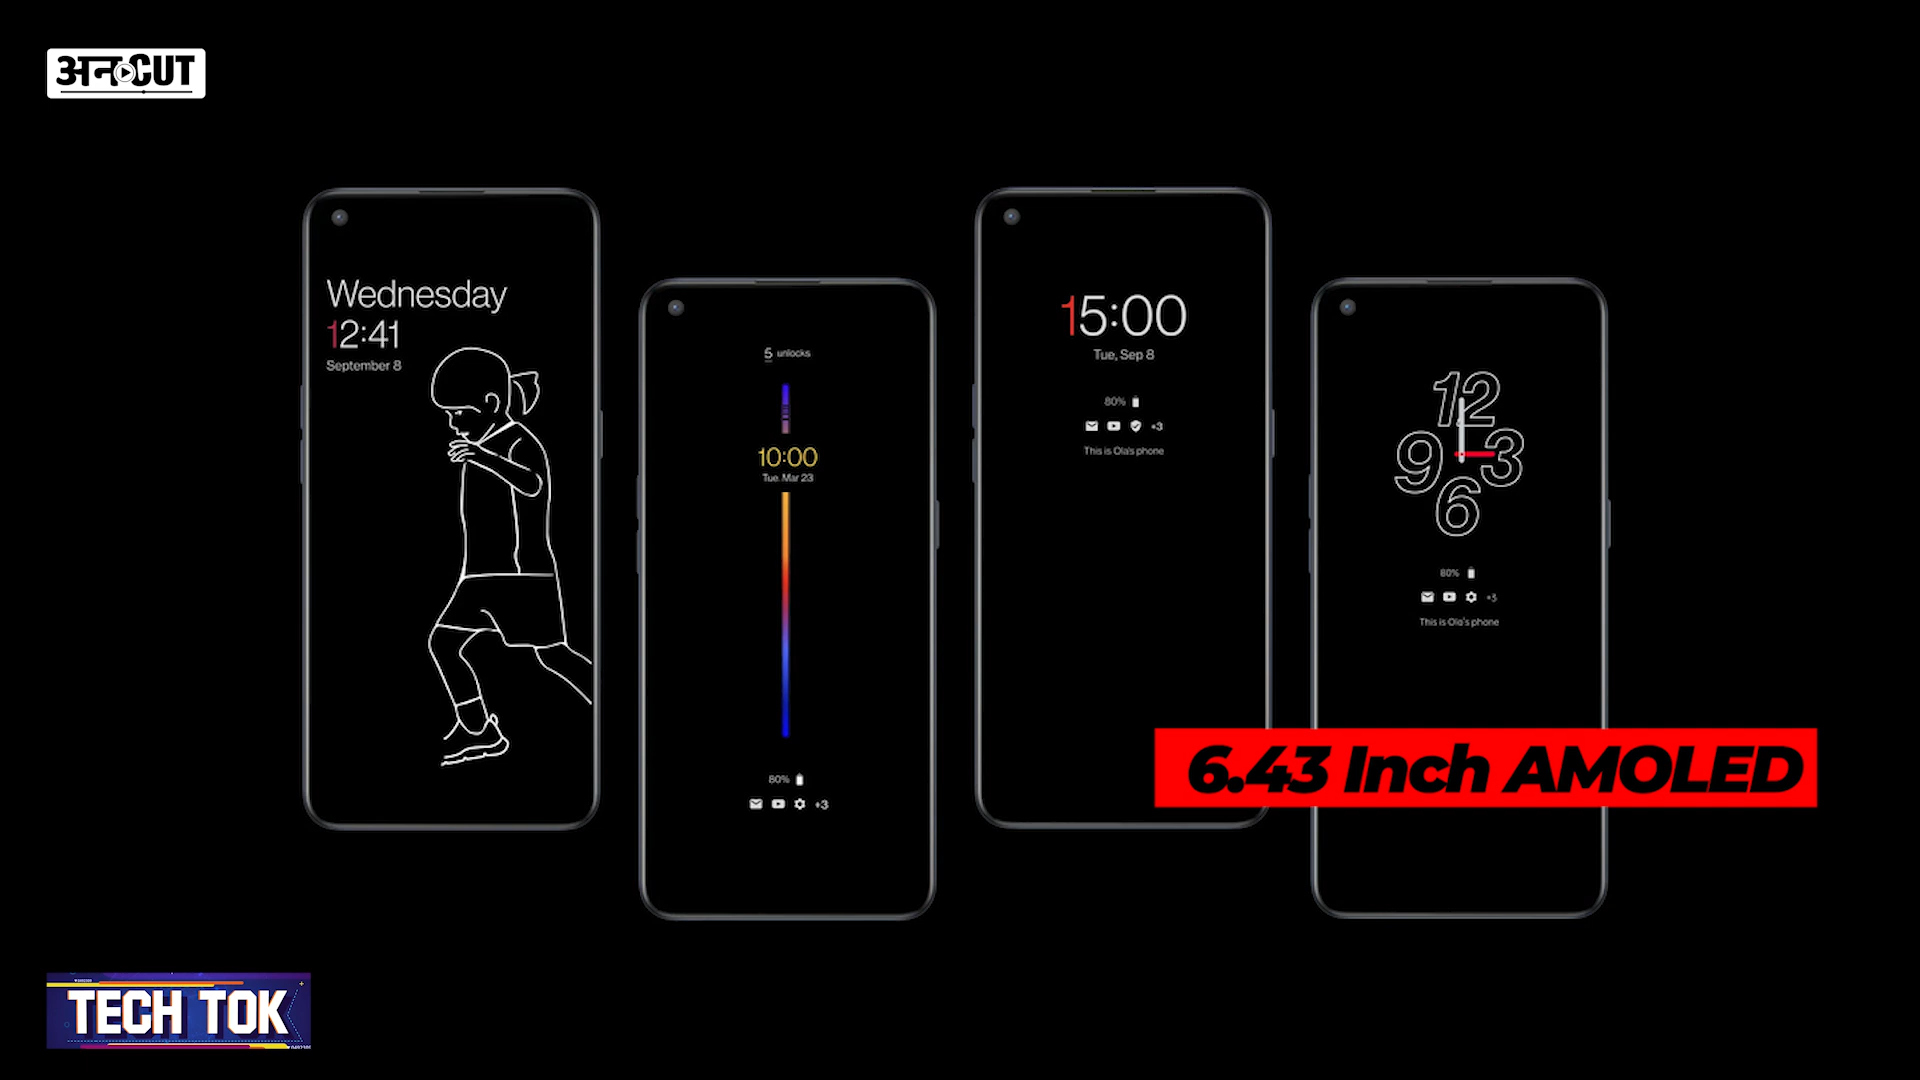 अनCUT
Wednesday
12:41
September 8
5 unlocks
10:00
Tue, Mar 23
80%
+3
15:00
Tue, Sep 8
80%
+3
This is Ola's phone
12
9 3
6
80%
+3
This is Ola's phone
6.43 Inch AMOLED
TECH TOK